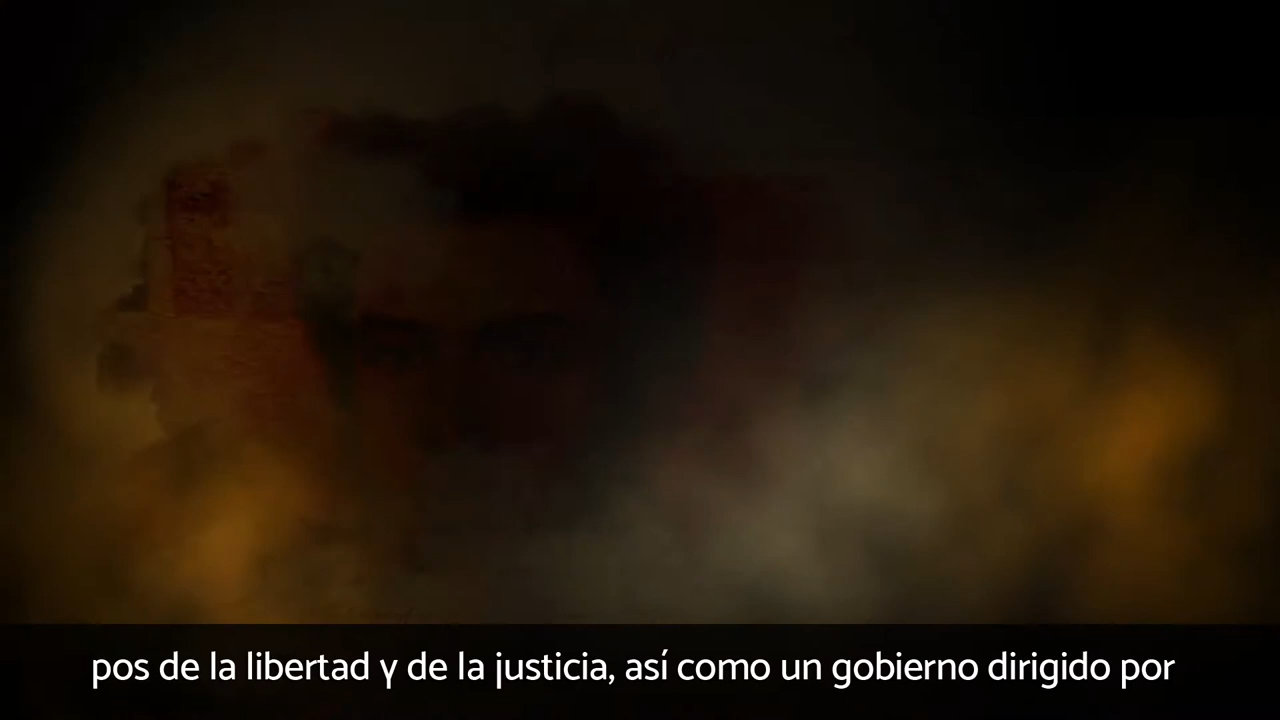 pos de la libertad y de la justicia, así como un gobierno dirigido por